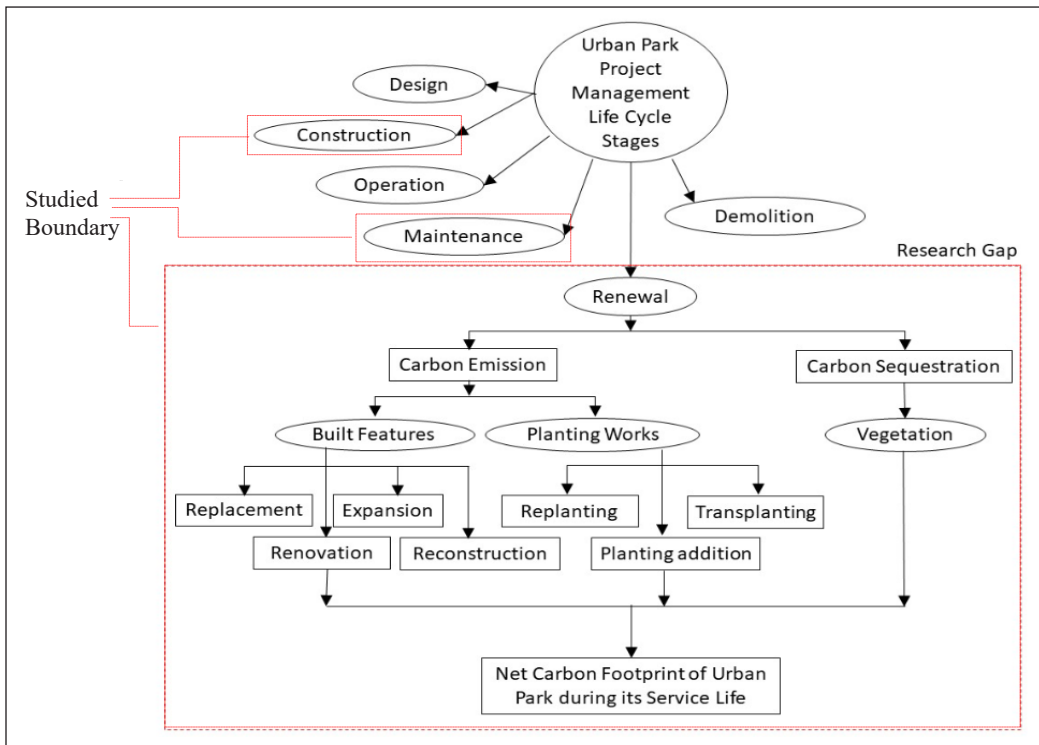 Urban Park
Project
Management
Life Cycle
Stages
Design
Construction
Operation
Studied
Boundary
Maintenance
Demolition
Research Gap
Renewal
Carbon Emission
Carbon Sequestration
Built Features
Planting Works
Vegetation
Replacement
Expansion
Replanting
Transplanting
Renovation
Reconstruction
Planting addition
Net Carbon Footprint of Urban
Park during its Service Life